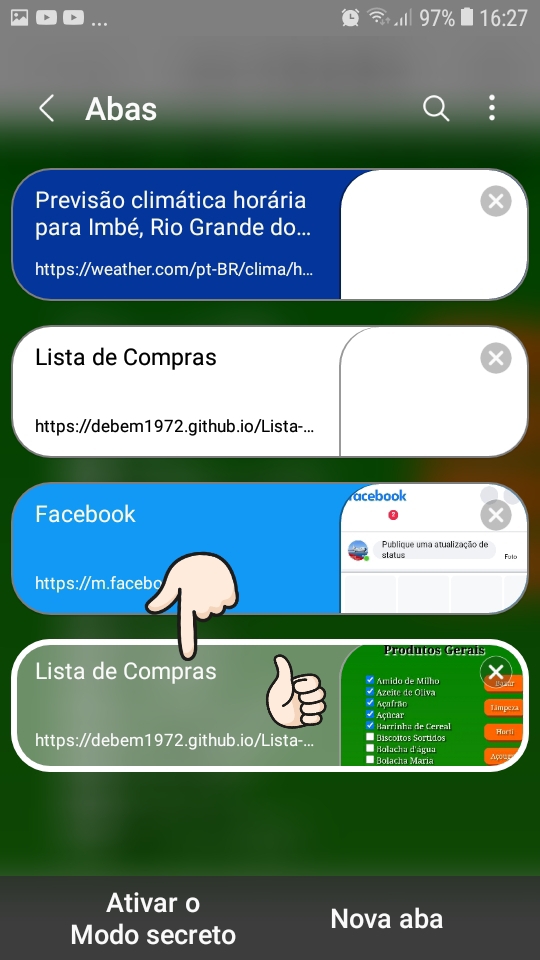 ... 97% 16:27
Abas
Previsão climática horária
para Imbé, Rio Grande do...
https://weather.com/pt-BR/clima/h...
Lista de Compras
https://debem1972.github.io/Lista-...
Facebook
https://m.facebo
facebook
2
Publique uma atualização de
status
Foto
Lista de Compras
https://debem1972.github.io/Lista-...
Produtos Gerais
Amido de Milho
Azeite de Oliva
Açafrão
Açúcar
Barrinha de Cereal
Biscoitos Sortidos
Bolacha d'água
Bolacha Maria
Limpeza
Horti
Ativar o
Modo secreto
Nova aba